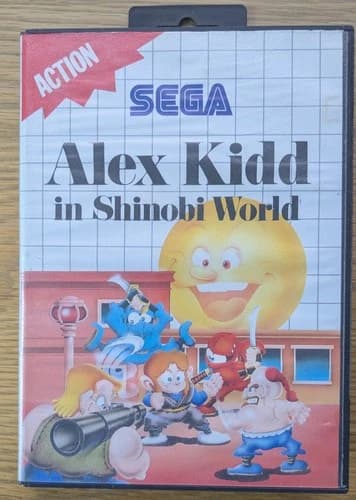 ACTION
SEGA
Alex Kidd
in Shinobi World